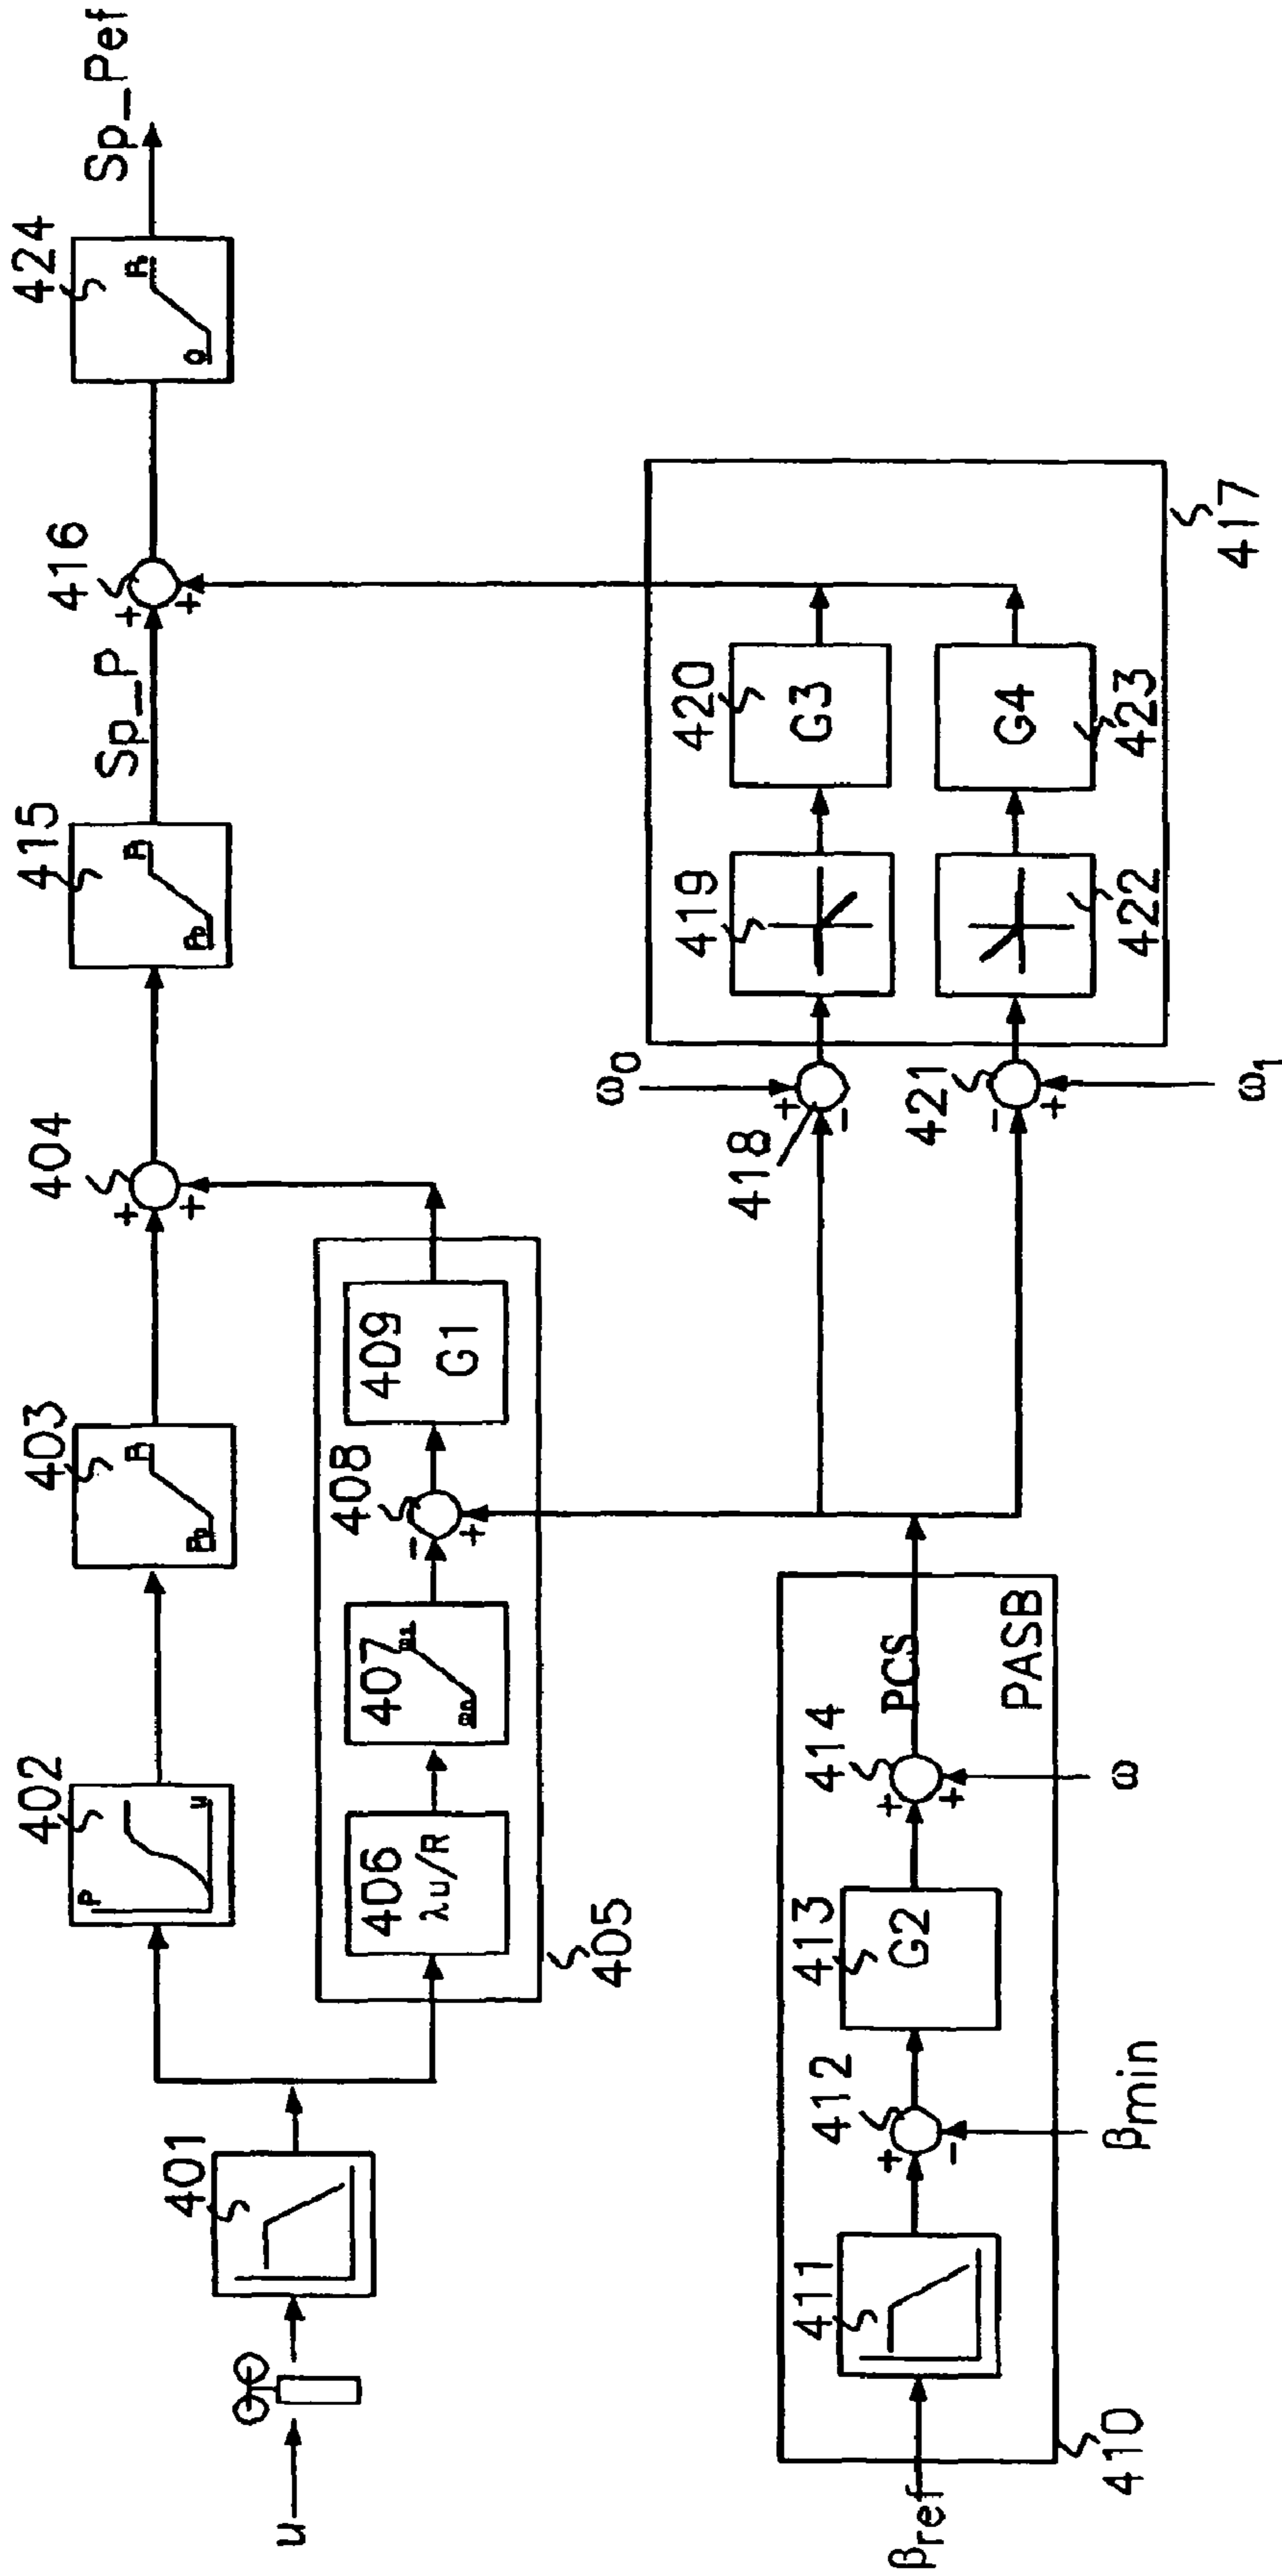 u
401
402
P
u
403
404
415
Sp_P
416
424
0
Sp_Pef
405
406
λu/R
407
408
-
+
409
G1
+
+
+
+
βref
410
411
412
+
-
βmin
413
G2
414
+
+
ω
PCS
PASB
ω0
418
+
-
419
420
G3
421
-
+
ω1
422
423
G4
417